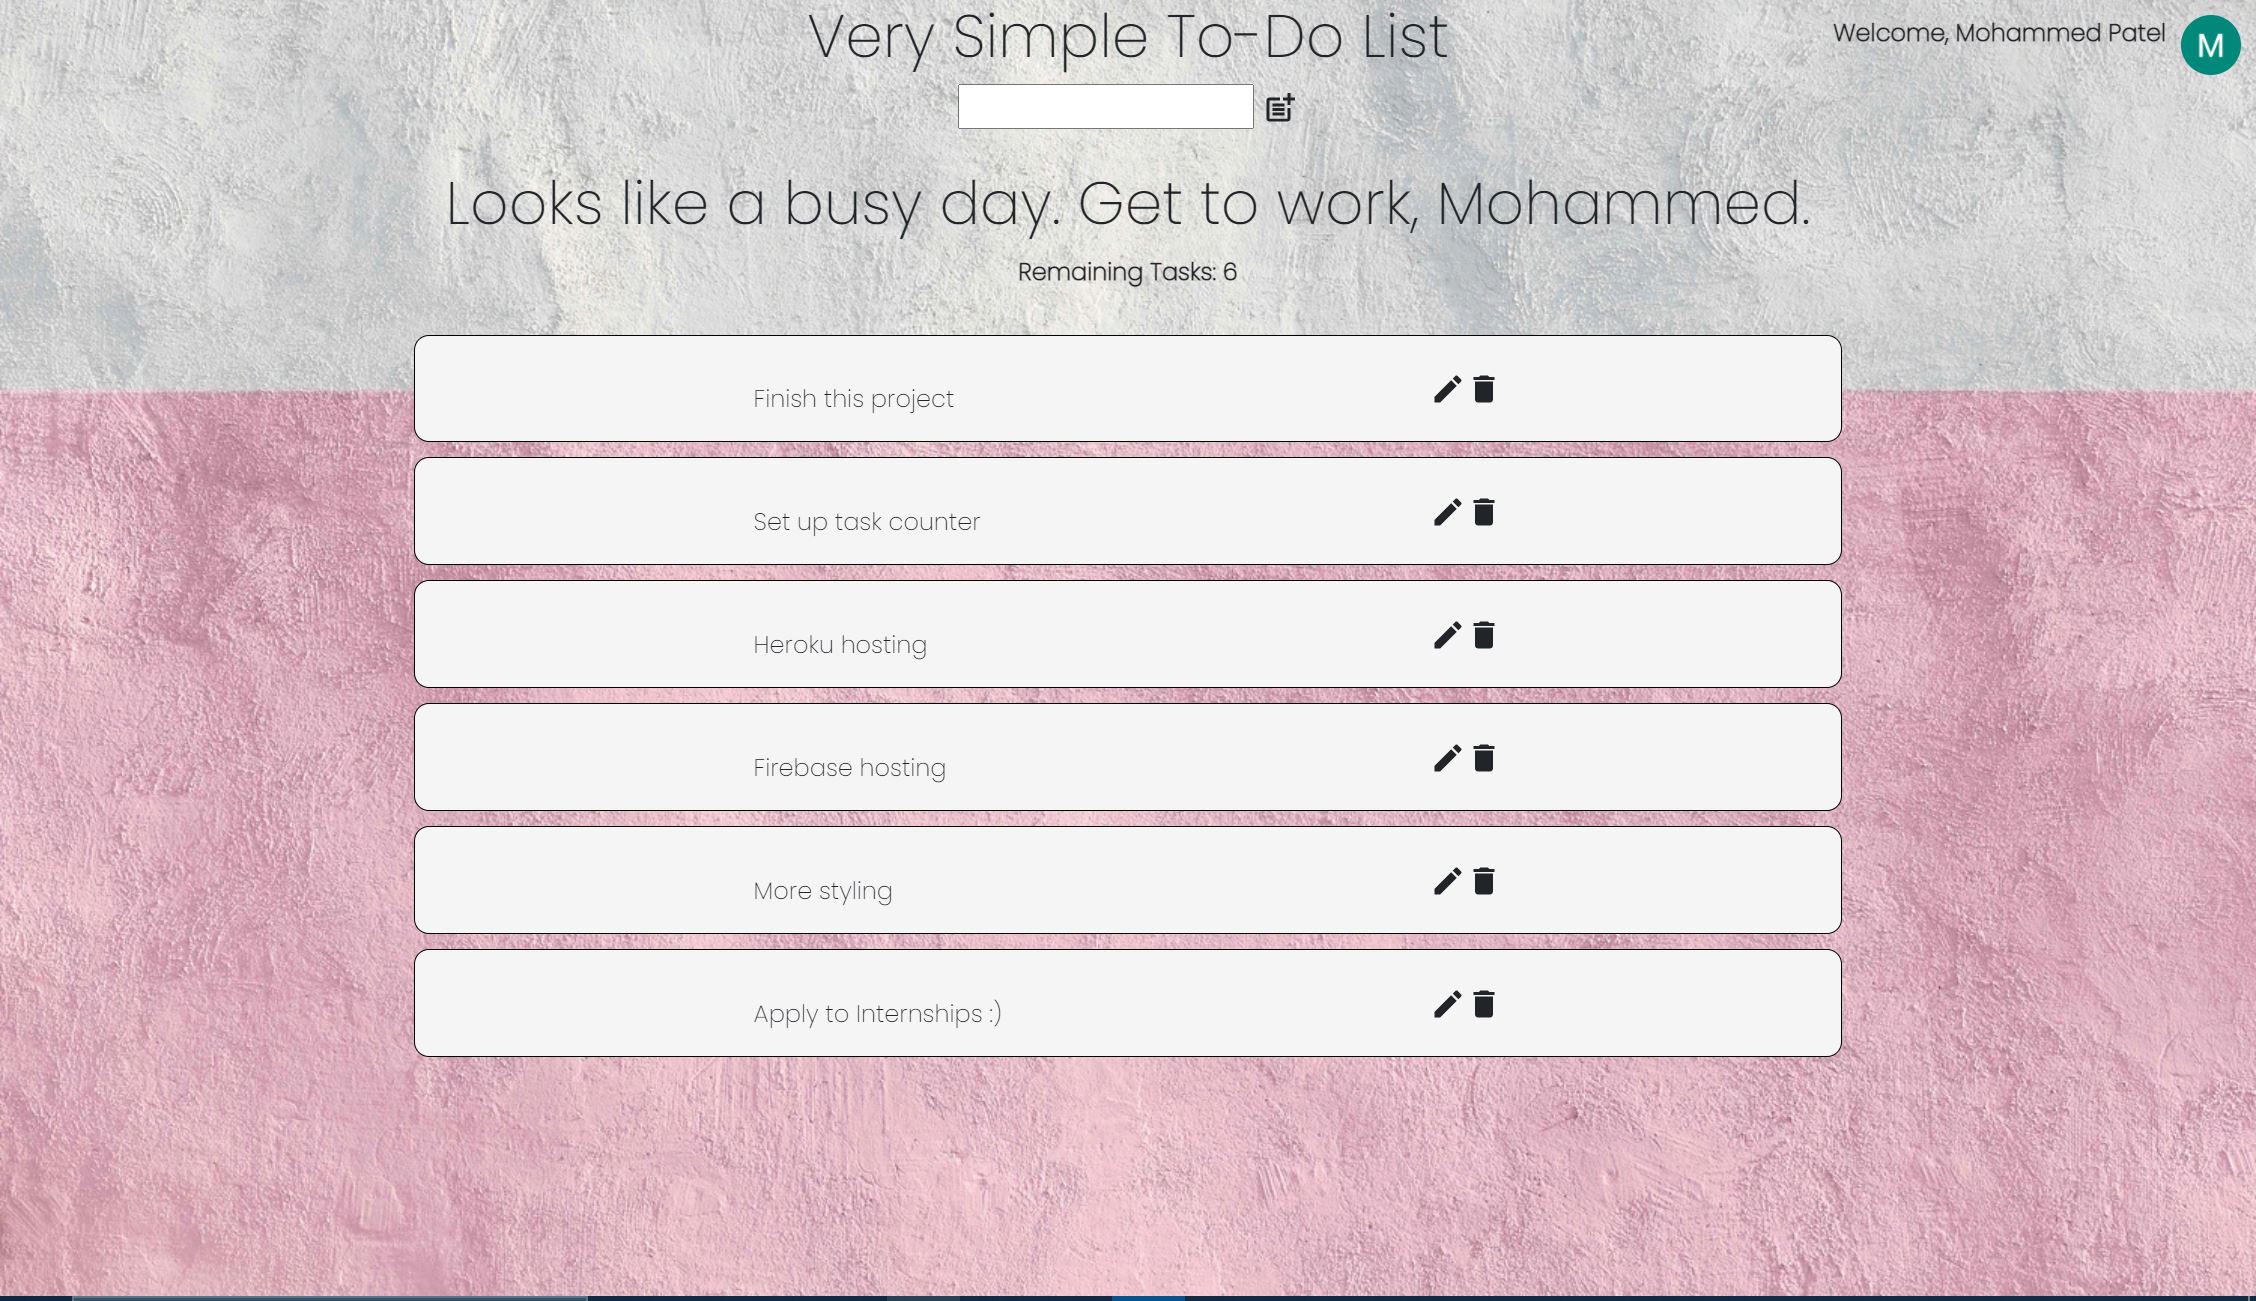 Very Simple To-Do List
Welcome, Mohammed Patel
M
Looks like a busy day. Get to work, Mohammed.
Remaining Tasks: 6
Finish this project
Set up task counter
Heroku hosting
Firebase hosting
More styling
Apply to Internships :)